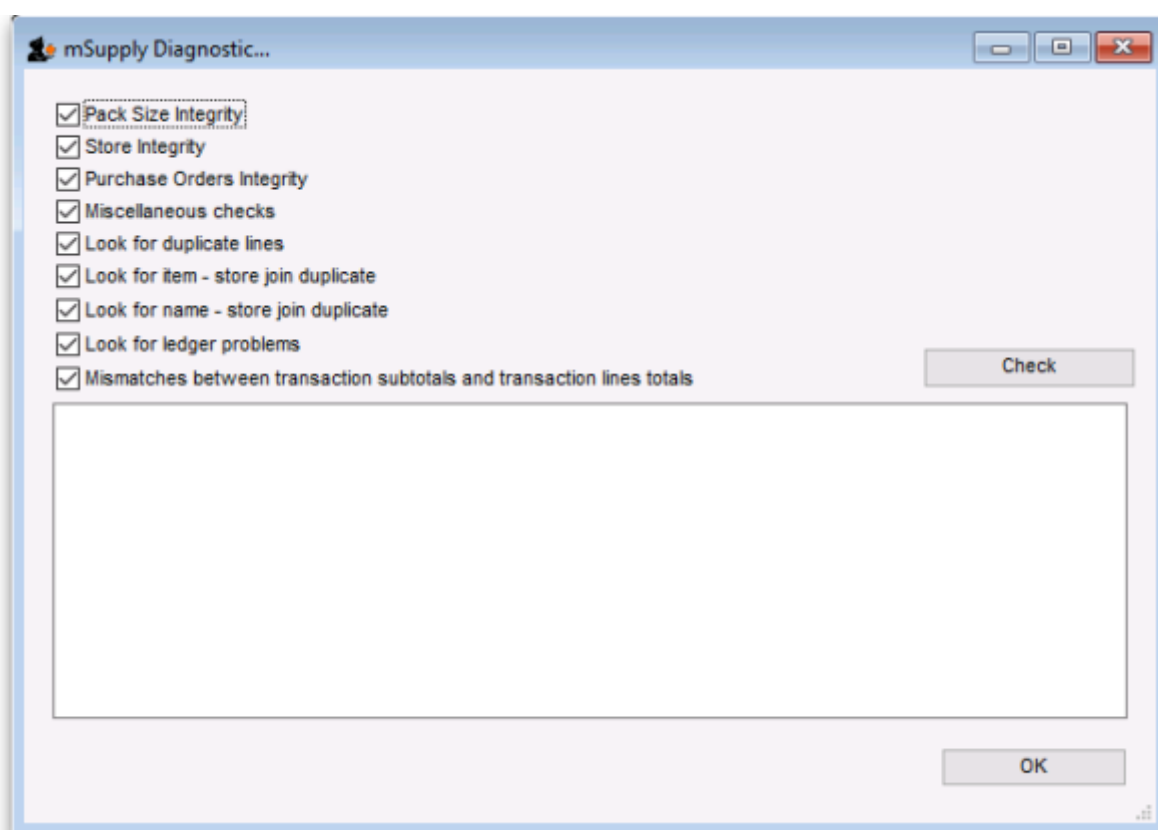 mSupply Diagnostic...
Pack Size Integrity
Store Integrity
Purchase Orders Integrity
Miscellaneous checks
Look for duplicate lines
Look for item - store join duplicate
Look for name - store join duplicate
Look for ledger problems
Check
Mismatches between transaction subtotals and transaction lines totals
OK